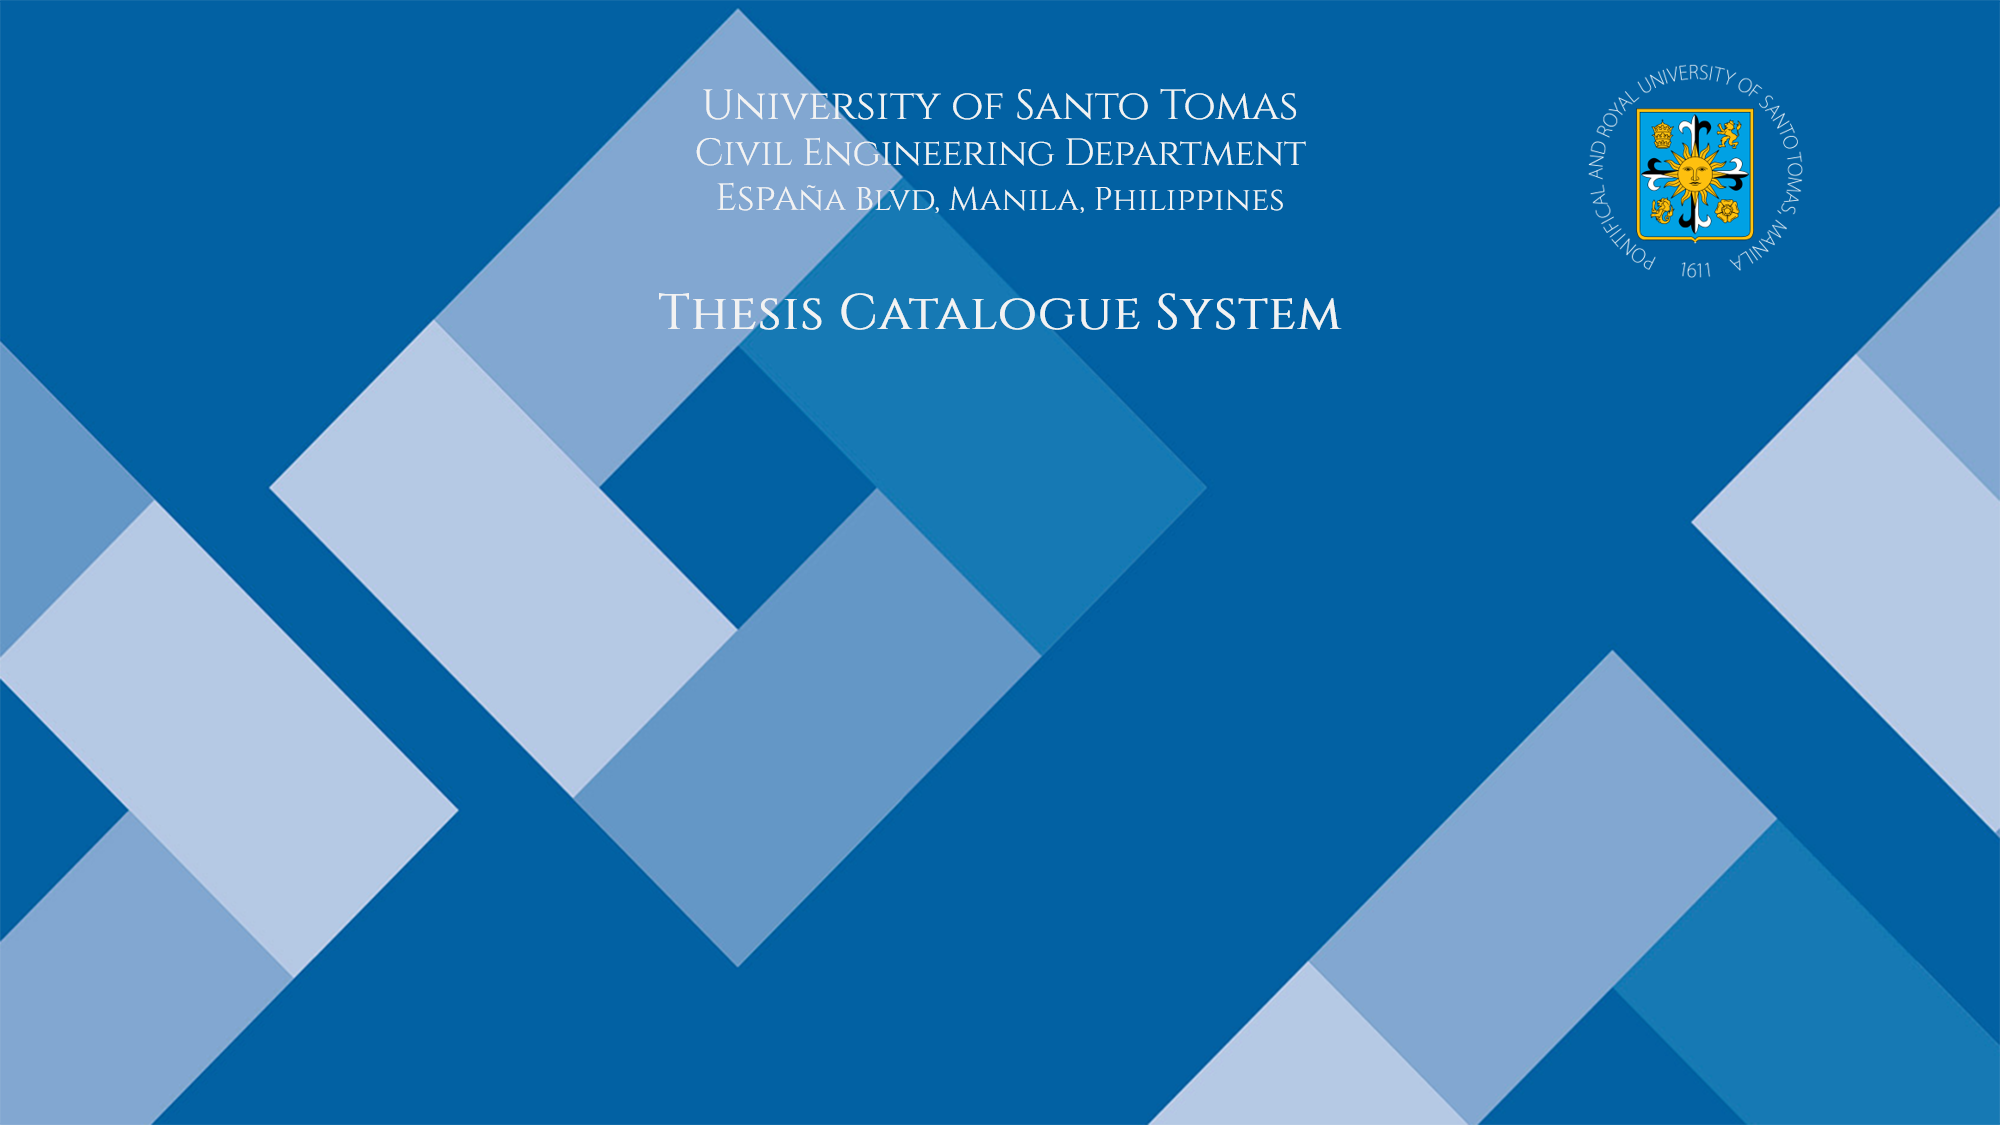 University of Santo Tomas
Civil Engineering Department
España Blvd, Manila, Philippines
Thesis Catalogue System
PONTIFICAL AND ROYAL UNIVERSITY OF SANTO TOMAS, MANILA
1611